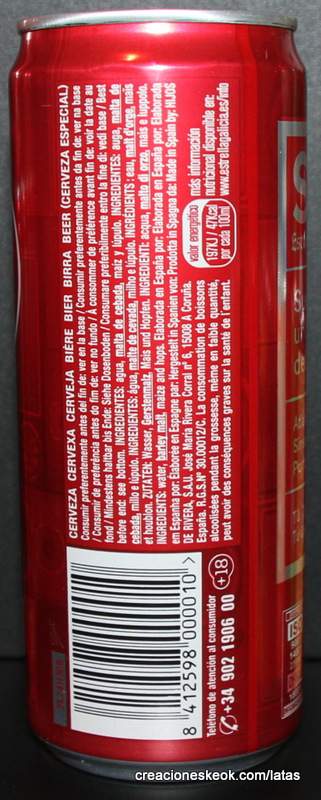 CERVEZA CERVEXA CERVEJA BIÈRE BIER BIRRA BEER (CERVEZA ESPECIAL)
Consumir preferentemente antes del fin de: ver en la base / Consumir preferentemente antes da fin de: ver na base
/ Consumir de preferência antes do fim de: ver no fundo / À consommer de préférence avant fin de: voir la date au
fond / Mindestens haltbar bis Ende: Siehe Dosenboden / Consumare preferibilmente entro la fine di: vedi base / Best
before end: see bottom. INGREDIENTES: agua, malta de cebada, maíz y lúpulo. INGREDIENTES: auga, malta de
cebada, millo e lúpulo. INGREDIENTES: água, malte de cevada, milho e lúpulo. INGRÉDIENTS: eau, malt d'orge, maïs
et houblon. ZUTATEN: Wasser, Gerstenmalz, Mais und Hopfen. INGREDIENTI: acqua, malto di orzo, mais e luppolo.
INGREDIENTS: water, barley malt, maize and hops. Elaborada en España por: Elaborada en España por: Elaborada
em Espanha por: Elaborée en Espagne par: Hergestellt in Spanien von: Prodotta in Spagna da: Made in Spain by: HIJOS
DE RIVERA, S.A.U. José María Rivera Corral nº 6, 15008 A Coruña.
España. R.G.S.Nº 30.00012/C. La consommation de boissons
alcoolisées pendant la grossesse, même en faible quantité,
peut avoir des conséquences graves sur la santé de l'enfant.
valor energético
197KJ / 47Kcal
por cada 100ml
más información
nutricional disponible en:
www.estrellagalicia.es/info
8 412598 000010 >
Teléfono de atención al consumidor
+34 902 1906 00
+18
creacioneskeok.com/latas